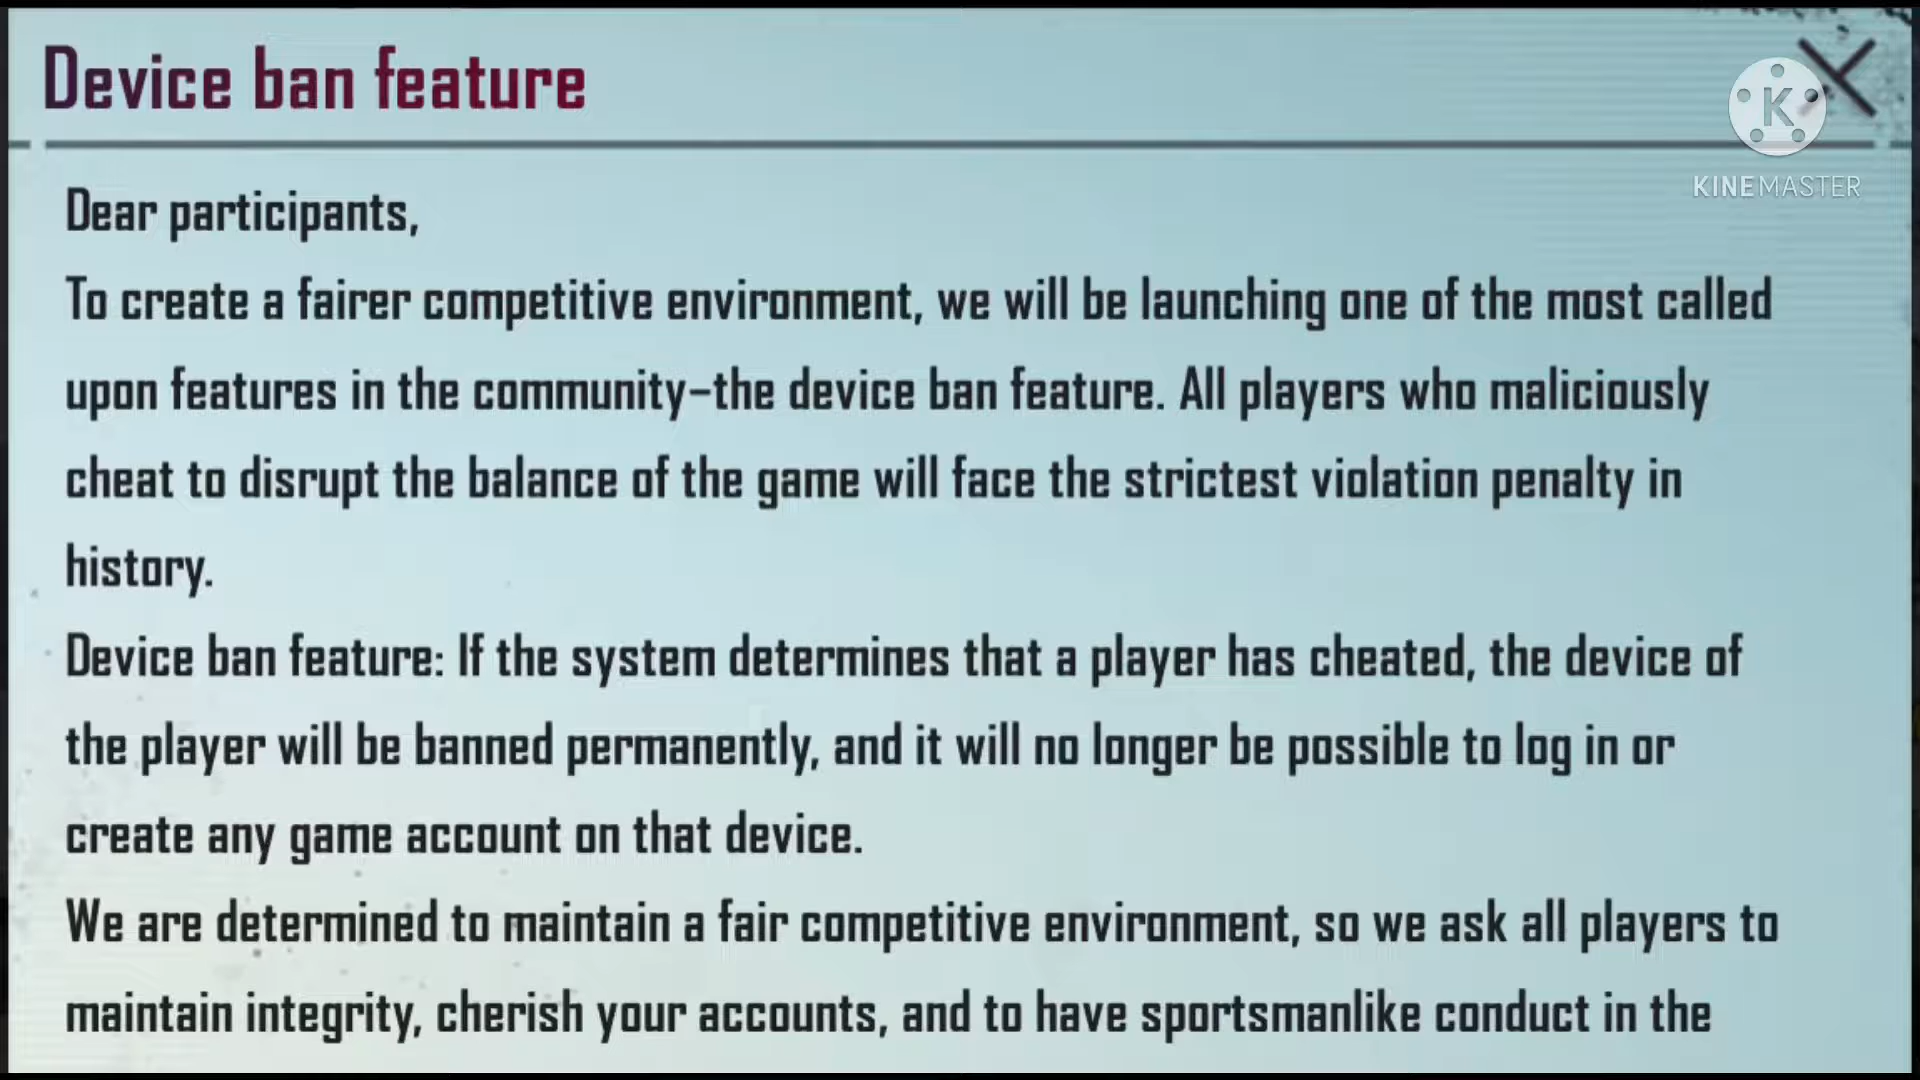 Device ban feature
K
KINEMASTER
Dear participants,
To create a fairer competitive environment, we will be launching one of the most called
upon features in the community–the device ban feature. All players who maliciously
cheat to disrupt the balance of the game will face the strictest violation penalty in
history.
Device ban feature: If the system determines that a player has cheated, the device of
the player will be banned permanently, and it will no longer be possible to log in or
create any game account on that device.
We are determined to maintain a fair competitive environment, so we ask all players to
maintain integrity, cherish your accounts, and to have sportsmanlike conduct in the